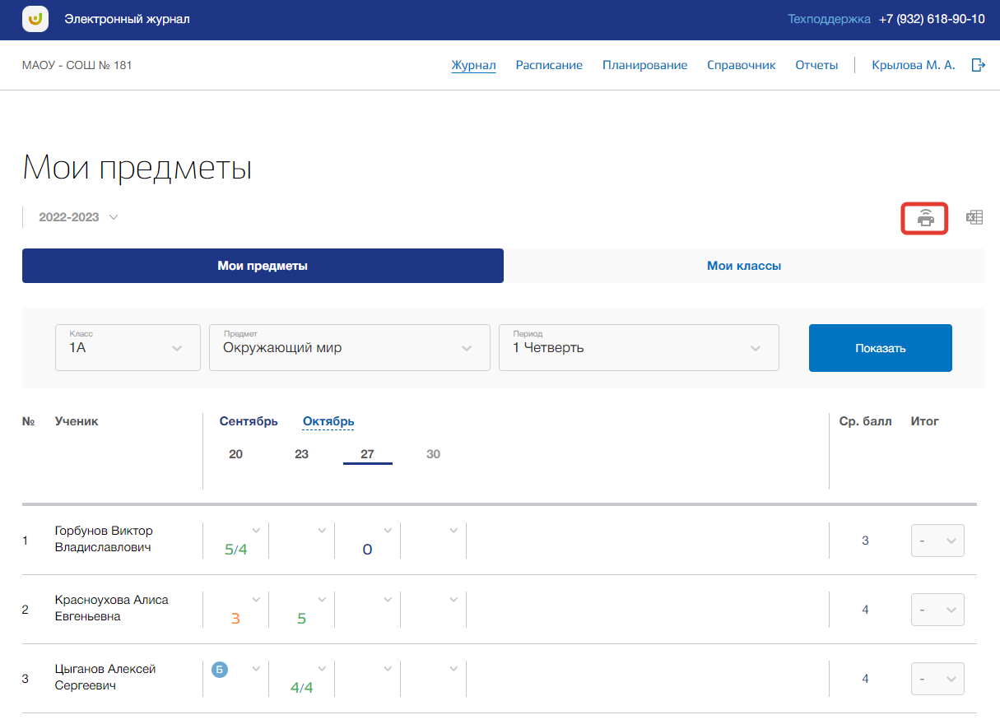 Электронный журнал
Техподдержка +7 (932) 618-90-10
МАОУ - СОШ № 181
Журнал Расписание Планирование Справочник Отчеты Крылова М. А.
Мои предметы
2022-2023
Мои предметы Мои классы
Класс Предмет Период
1А Окружающий мир 1 Четверть Показать
№ Ученик Сентябрь Октябрь Ср. балл Итог
20 23 27 30
1 Горбунов Виктор
Владиславлович
5/4 О 3 -
2 Красноухова Алиса
Евгеньевна
3 5 4 -
3 Цыганов Алексей
Сергеевич
Б 4/4 4 -